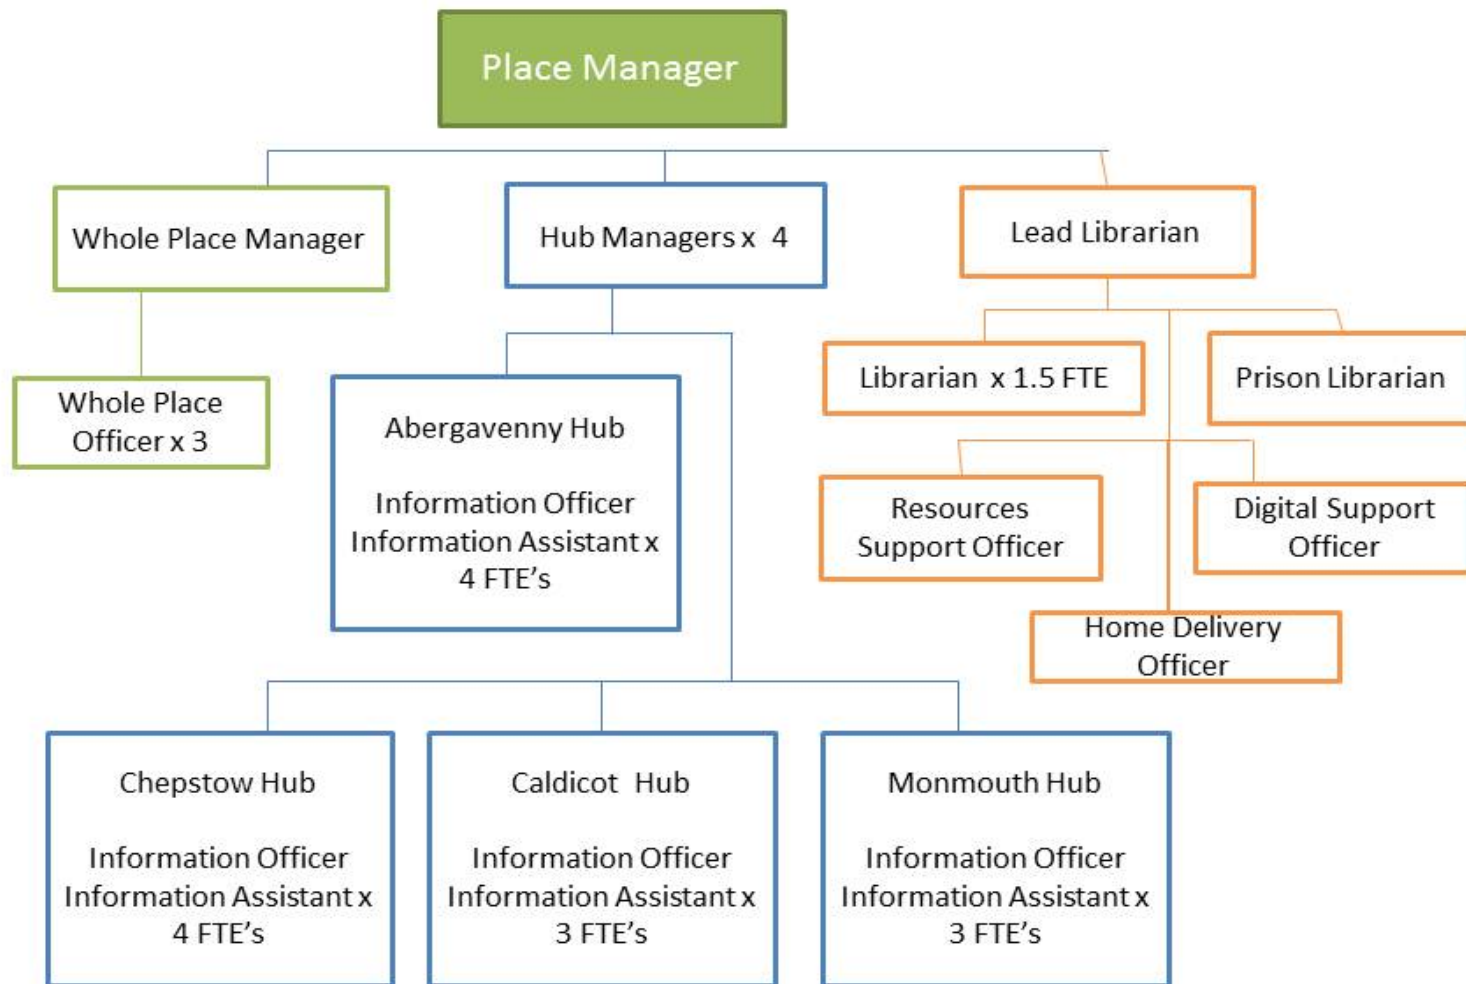 Place Manager
Whole Place Manager
Hub Managers x 4
Lead Librarian
Whole Place
Officer x 3
Abergavenny Hub
Information Officer
Information Assistant x
4 FTE’s
Librarian x 1.5 FTE
Prison Librarian
Resources
Support Officer
Digital Support
Officer
Home Delivery
Officer
Chepstow Hub
Information Officer
Information Assistant x
4 FTE’s
Caldicot Hub
Information Officer
Information Assistant x
3 FTE’s
Monmouth Hub
Information Officer
Information Assistant x
3 FTE’s